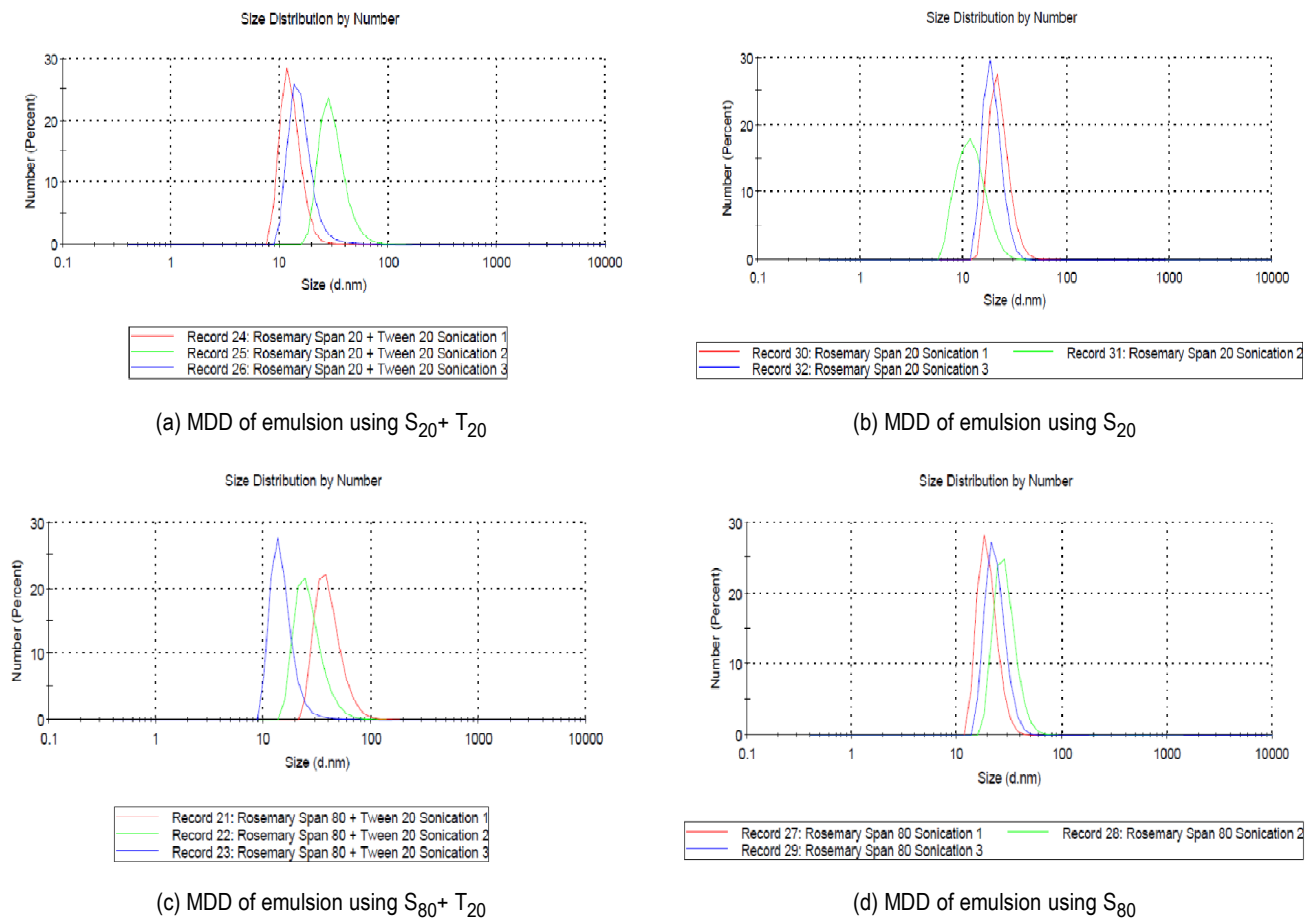 Size Distribution by Number
Number (Percent)
30
20
10
0
0.1 1 10 100 1000 10000
Size (d.nm)
Record 24: Rosemary Span 20 + Tween 20 Sonication 1
Record 25: Rosemary Span 20 + Tween 20 Sonication 2
Record 26: Rosemary Span 20 + Tween 20 Sonication 3
(a) MDD of emulsion using S20+ T20
Size Distribution by Number
Number (Percent)
30
20
10
0
0.1 1 10 100 1000 10000
Size (d.nm)
Record 30: Rosemary Span 20 Sonication 1 Record 31: Rosemary Span 20 Sonication 2
Record 32: Rosemary Span 20 Sonication 3
(b) MDD of emulsion using S20
Size Distribution by Number
Number (Percent)
30
20
10
0
0.1 1 10 100 1000 10000
Size (d.nm)
Record 21: Rosemary Span 80 + Tween 20 Sonication 1
Record 22: Rosemary Span 80 + Tween 20 Sonication 2
Record 23: Rosemary Span 80 + Tween 20 Sonication 3
(c) MDD of emulsion using S80+ T20
Size Distribution by Number
Number (Percent)
30
20
10
0
0.1 1 10 100 1000 10000
Size (d.nm)
Record 27: Rosemary Span 80 Sonication 1 Record 28: Rosemary Span 80 Sonication 2
Record 29: Rosemary Span 80 Sonication 3
(d) MDD of emulsion using S80